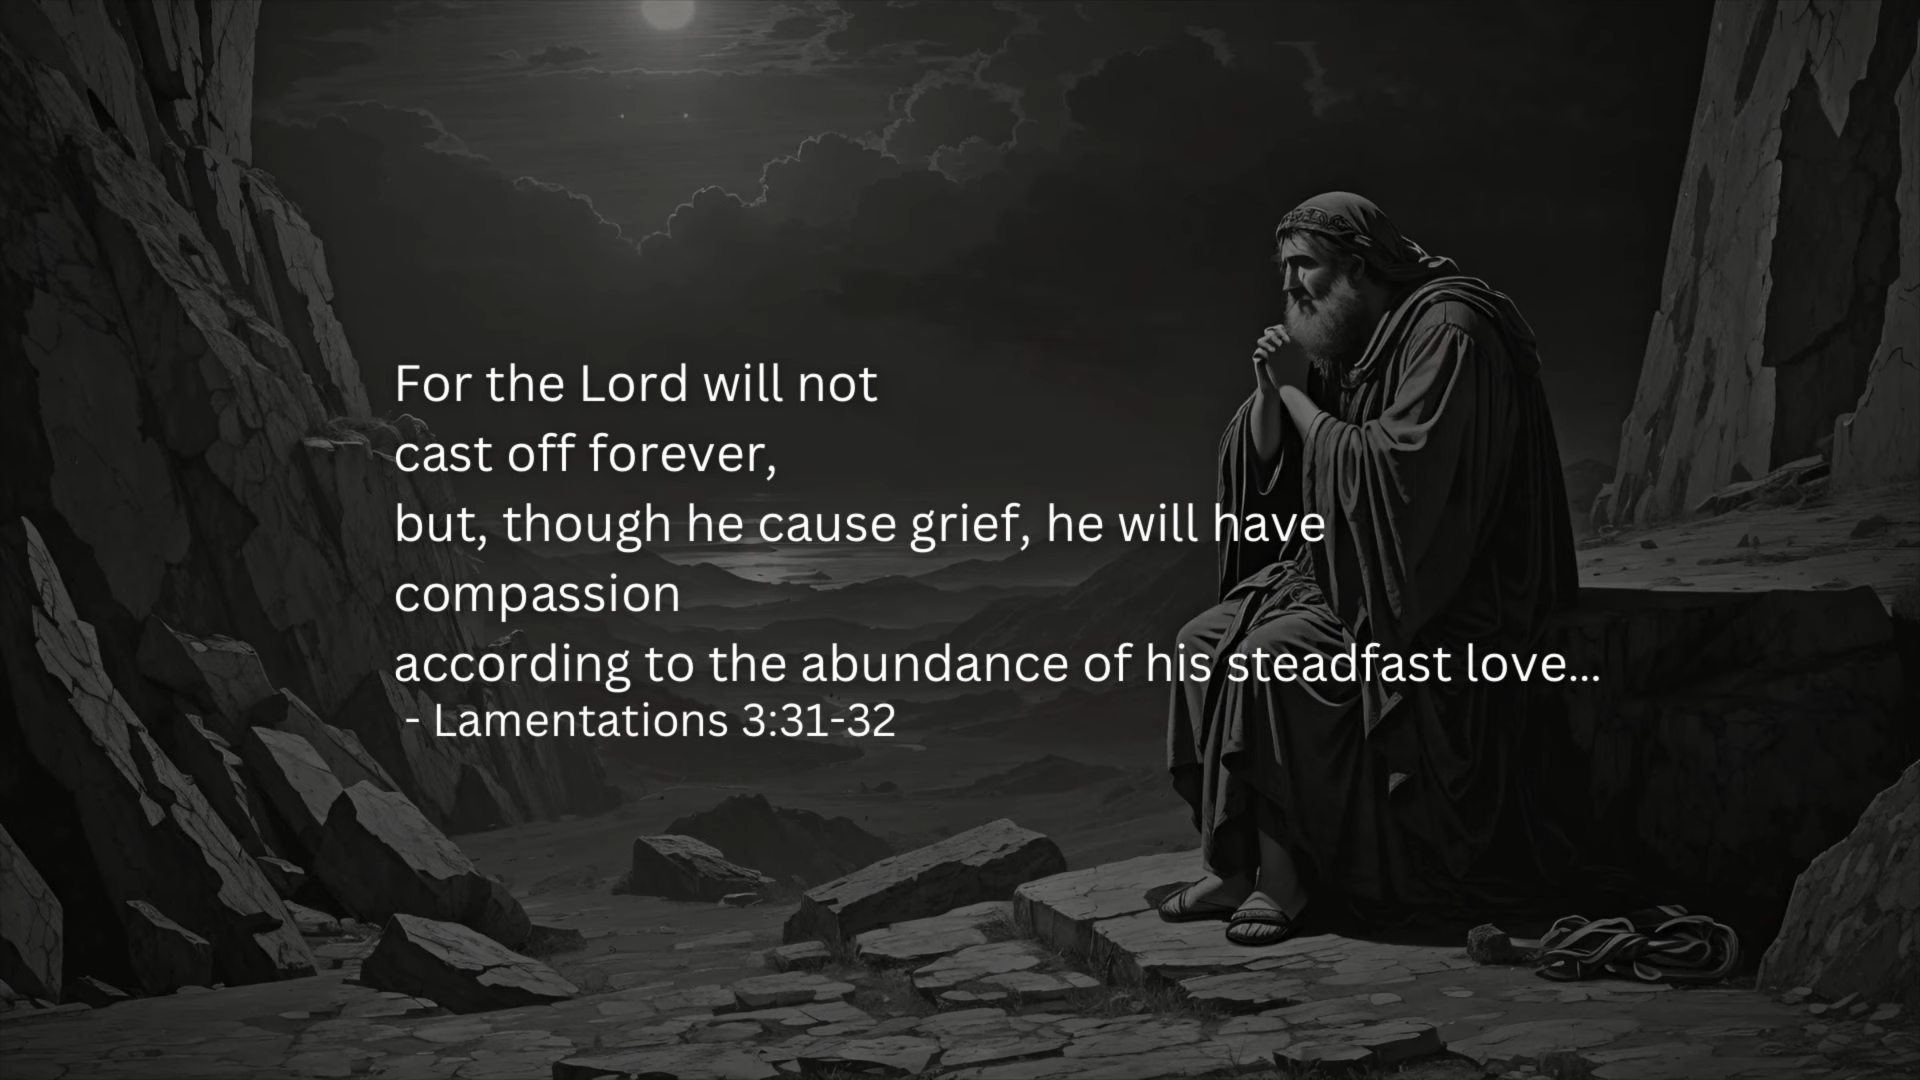 For the Lord will not
cast off forever,
but, though he cause grief, he will have
compassion
according to the abundance of his steadfast love...
- Lamentations 3:31-32